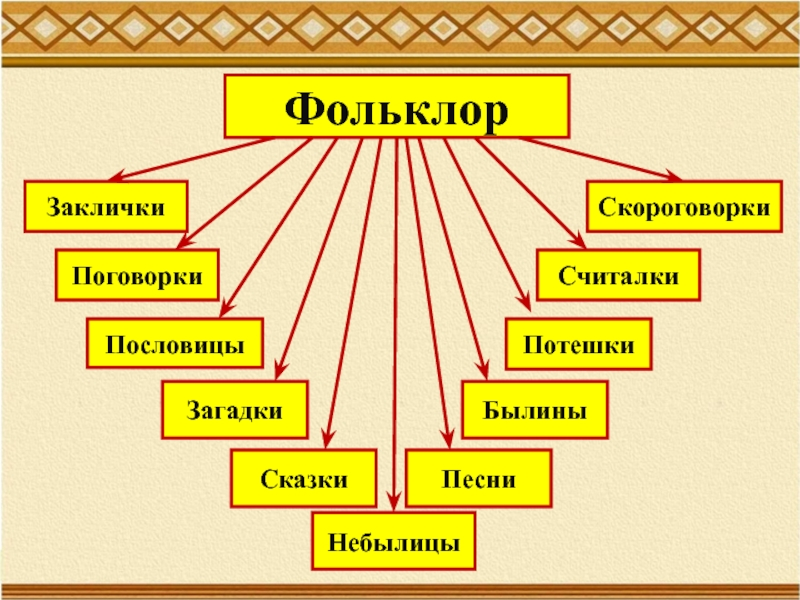 Фольклор
Заклички
Скороговорки
Поговорки
Считалки
Пословицы
Потешки
Загадки
Былины
Сказки
Песни
Небылицы